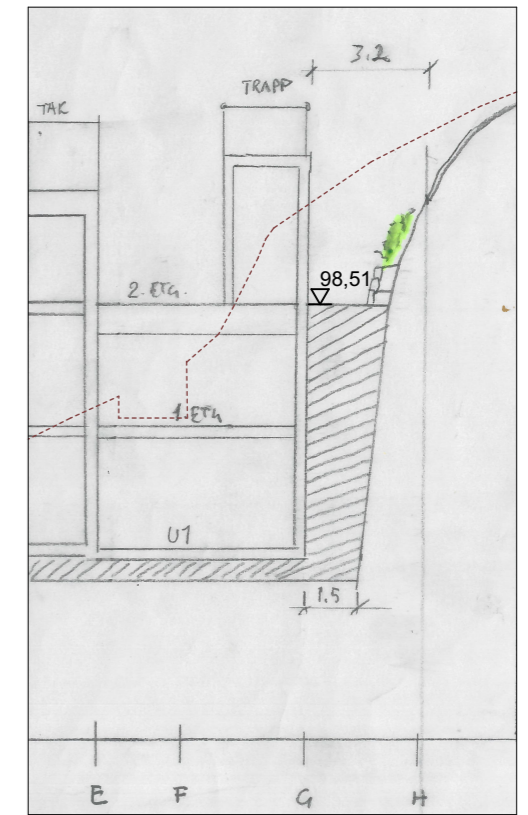 3.2
TRAPP
TAK
98,51
2. ETG.
1. ETG
U1
1.5
E F G H